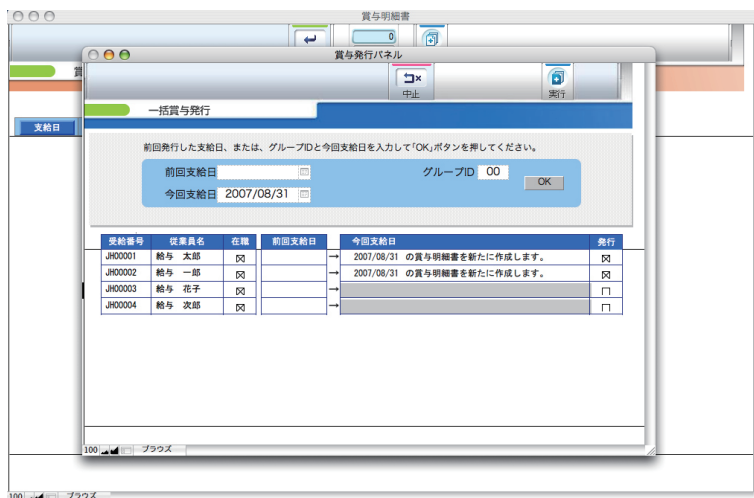 賞与明細書
0
賞与発行パネル
中止
実行
賞
一括賞与発行
支給日
前回発行した支給日、または、グループIDと今回支給日を入力して「OK」ボタンを押してください。
前回支給日
グループID 00
OK
今回支給日 2007/08/31
受給番号 従業員名 在職 前回支給日 今回支給日 発行
JH00001 給与 太郎 → 2007/08/31 の賞与明細書を新たに作成します。
JH00002 給与 一郎 → 2007/08/31 の賞与明細書を新たに作成します。
JH00003 給与 花子 →
JH00004 給与 次郎 →
100 ブラウズ
100 ブラウズ